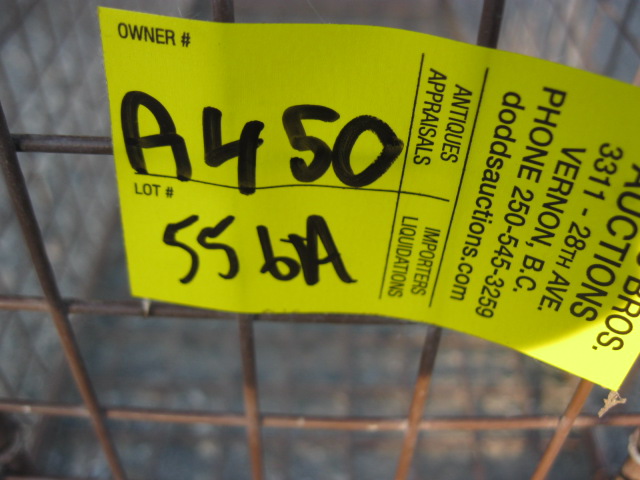 OWNER #
A450
LOT #
556A
ANTIQUES
APPRAISALS
IMPORTERS
LIQUIDATIONS
BROS.
AUCTIONS
3311 - 28TH AVE.
VERNON, B.C.
PHONE 250-545-3259
doddsauctions.com